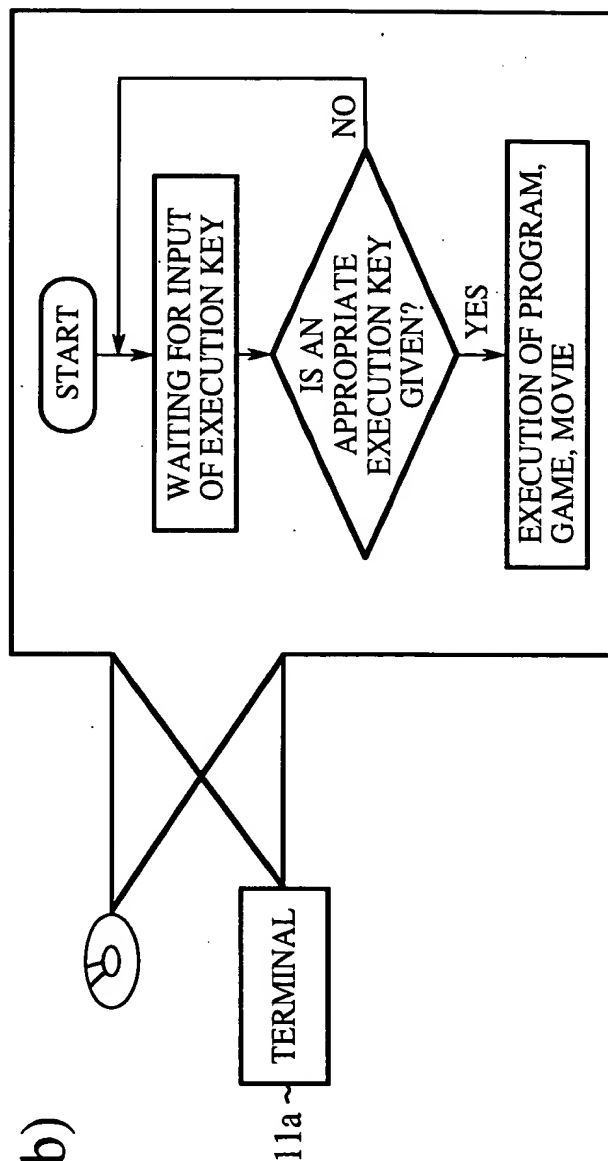 b)
START
WAITING FOR INPUT
OF EXECUTION KEY
IS AN
APPROPRIATE
EXECUTION KEY
GIVEN?
NO
YES
EXECUTION OF PROGRAM,
GAME, MOVIE
TERMINAL
11a